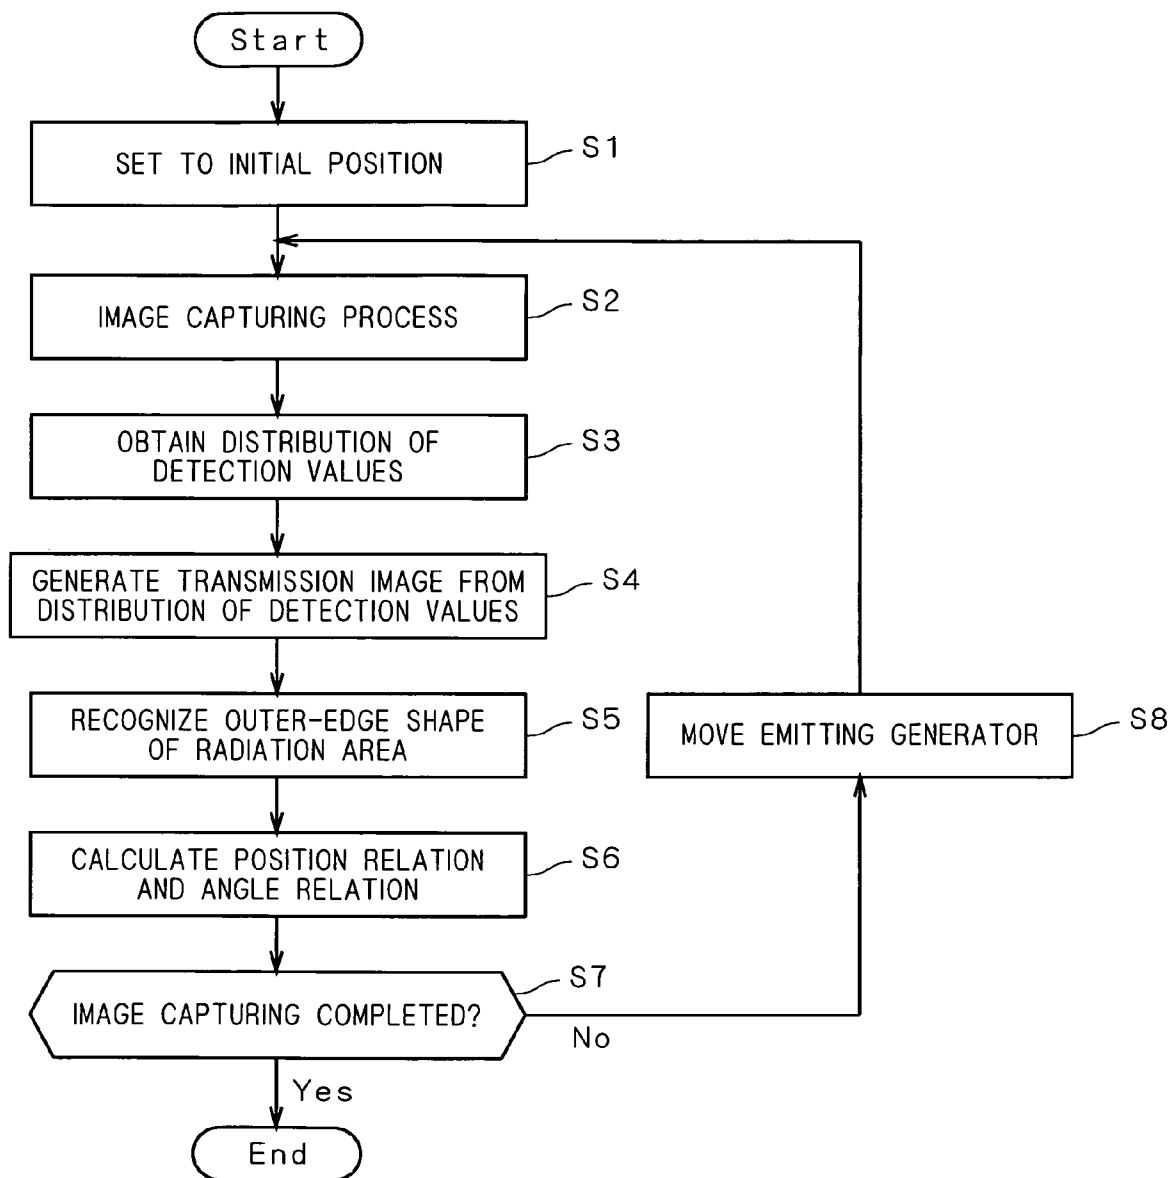 Start
SET TO INITIAL POSITION
S1
IMAGE CAPTURING PROCESS
S2
OBTAIN DISTRIBUTION OF
DETECTION VALUES
S3
GENERATE TRANSMISSION IMAGE FROM
DISTRIBUTION OF DETECTION VALUES
S4
RECOGNIZE OUTER-EDGE SHAPE
OF RADIATION AREA
S5
MOVE EMITTING GENERATOR
S8
CALCULATE POSITION RELATION
AND ANGLE RELATION
S6
IMAGE CAPTURING COMPLETED?
S7
No
Yes
End